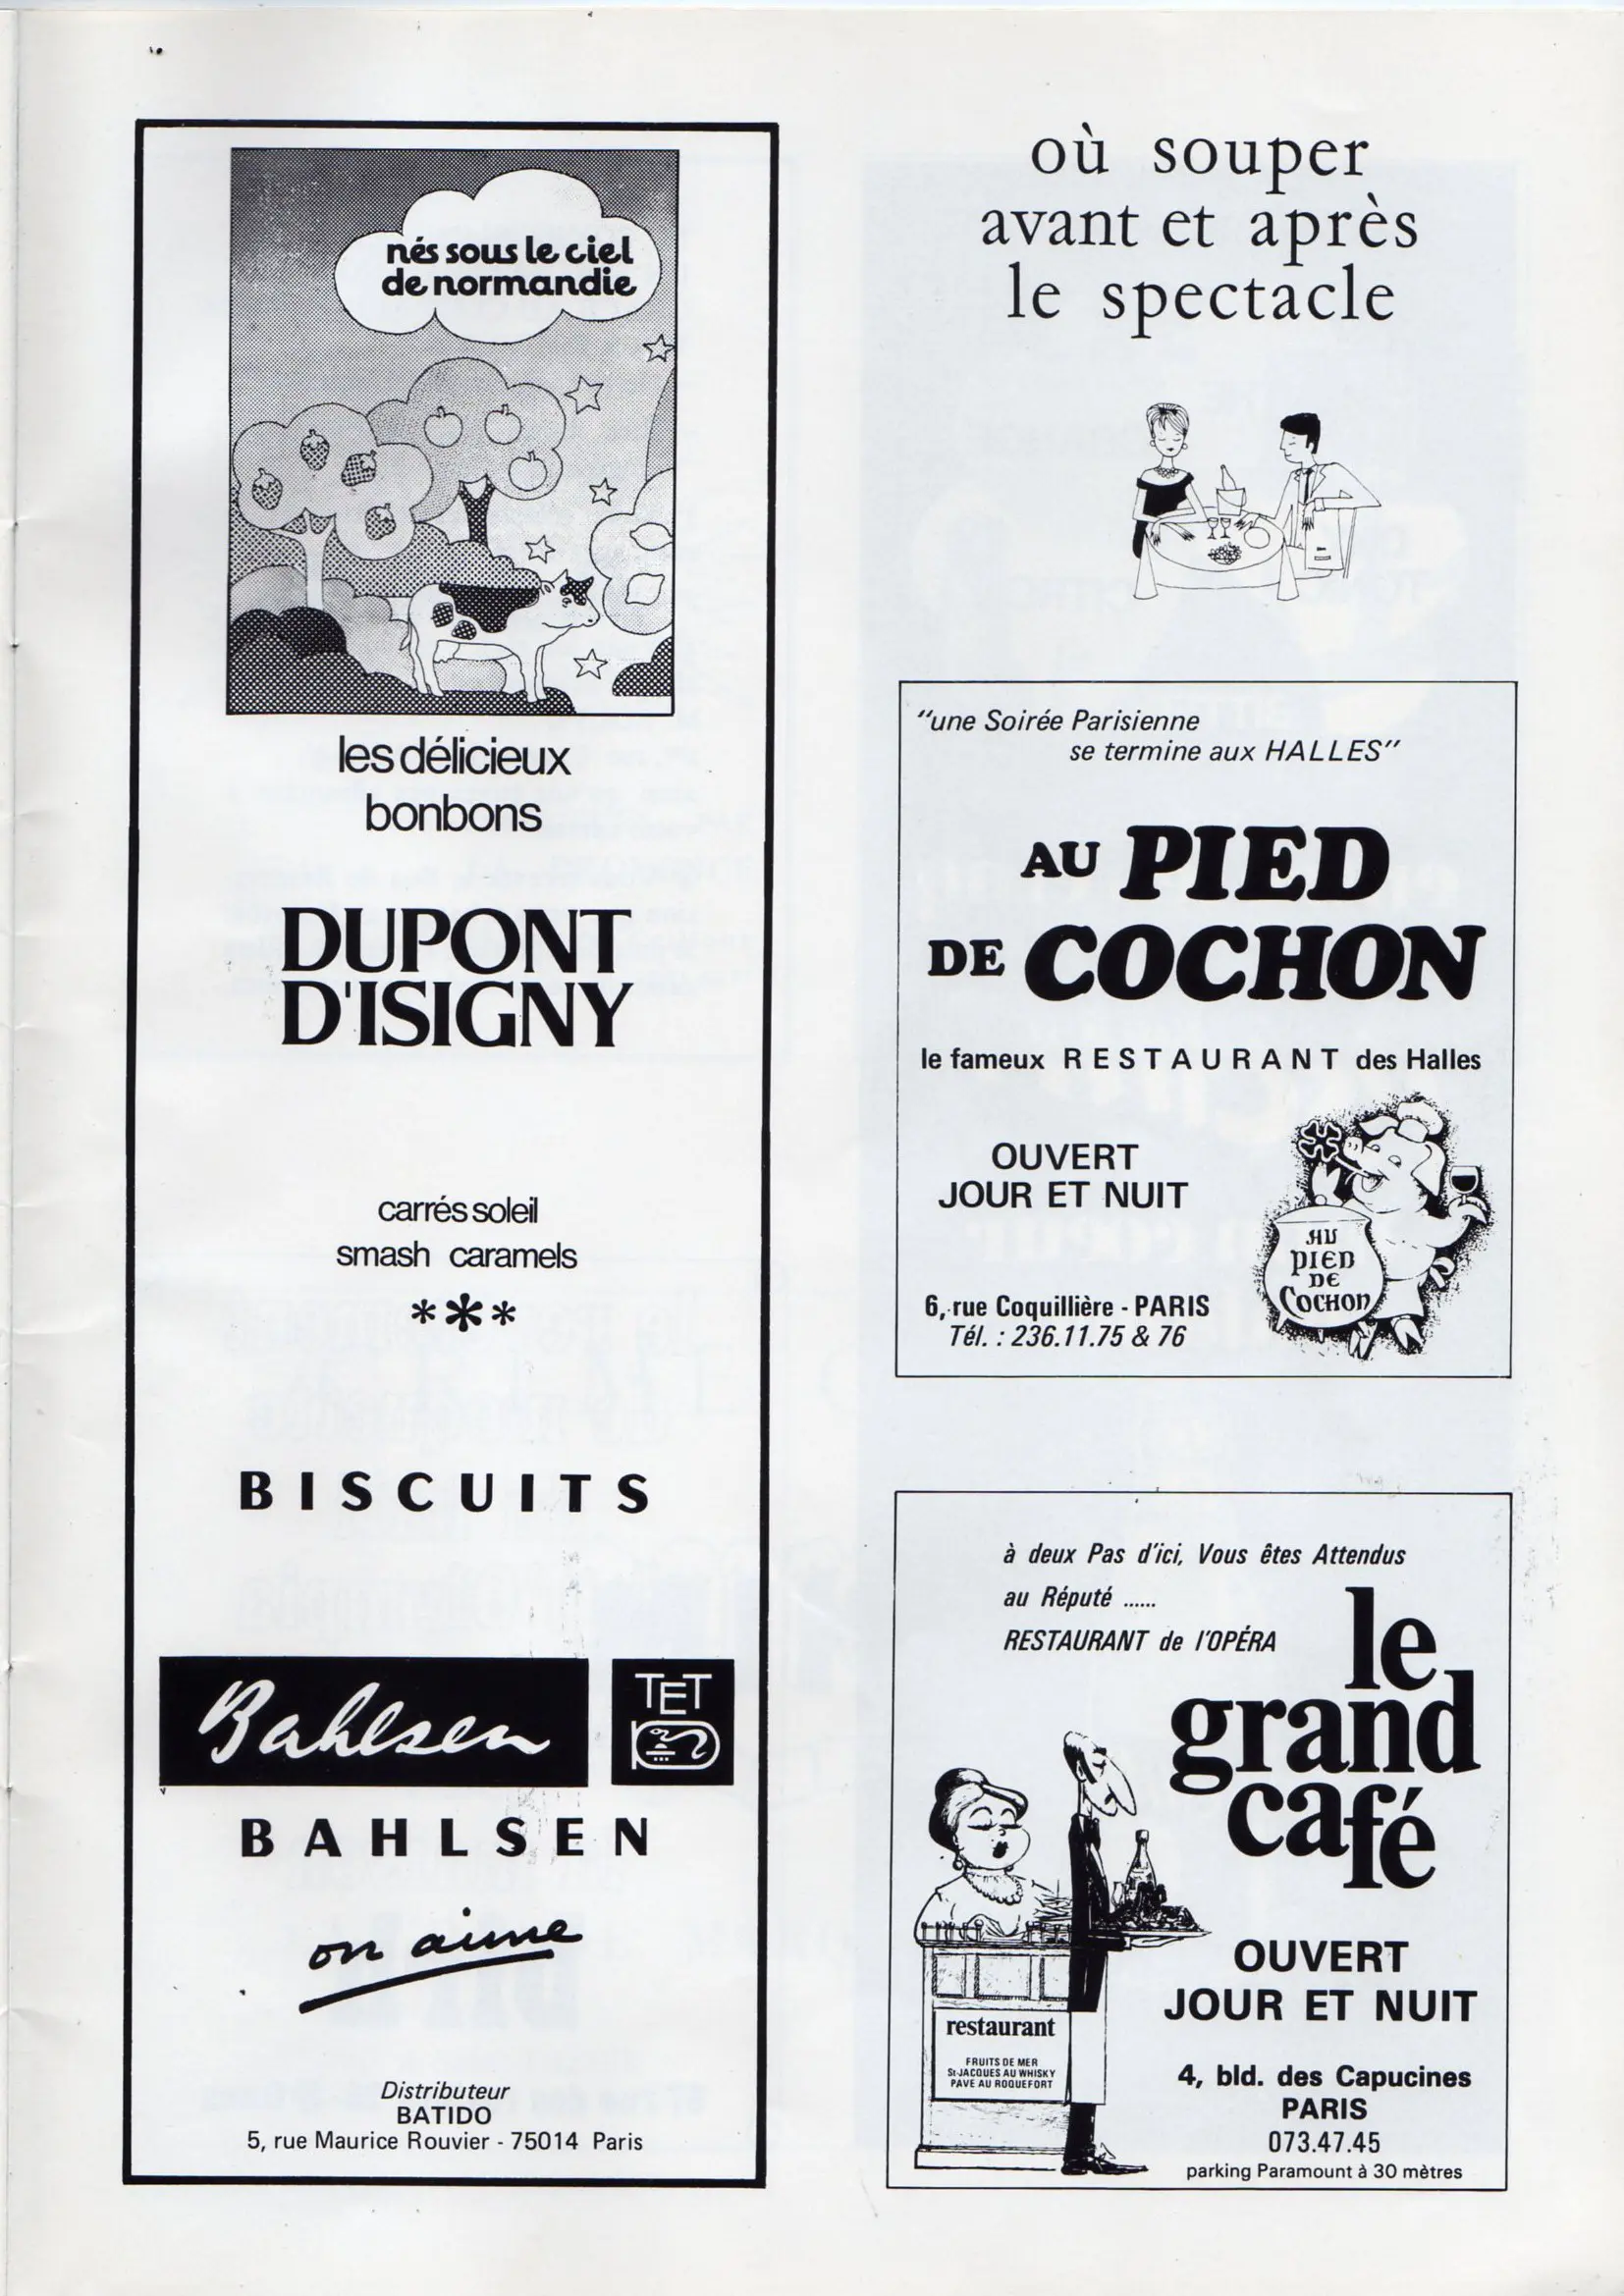 nés sous le ciel
de normandie
les délicieux
bonbons
DUPONT
D'ISIGNY
carrés soleil
smash caramels
***
BISCUITS
Bahlsen
TET
BAHLSEN
on aime
Distributeur
BATIDO
5, rue Maurice Rouvier - 75014 Paris
où souper
avant et après
le spectacle
"une Soirée Parisienne
se termine aux HALLES"
AU PIED
DE COCHON
le fameux RESTAURANT des Halles
OUVERT
JOUR ET NUIT
AU
PIED
DE
COCHON
6, rue Coquillière - PARIS
Tél. : 236.11.75 & 76
à deux Pas d'ici, Vous êtes Attendus
au Réputé ......
RESTAURANT de l'OPÉRA
le
grand
café
OUVERT
JOUR ET NUIT
restaurant
FRUITS DE MER
St-JACQUES AU WHISKY
PAVE AU ROQUEFORT
4, bld. des Capucines
PARIS
073.47.45
parking Paramount à 30 mètres